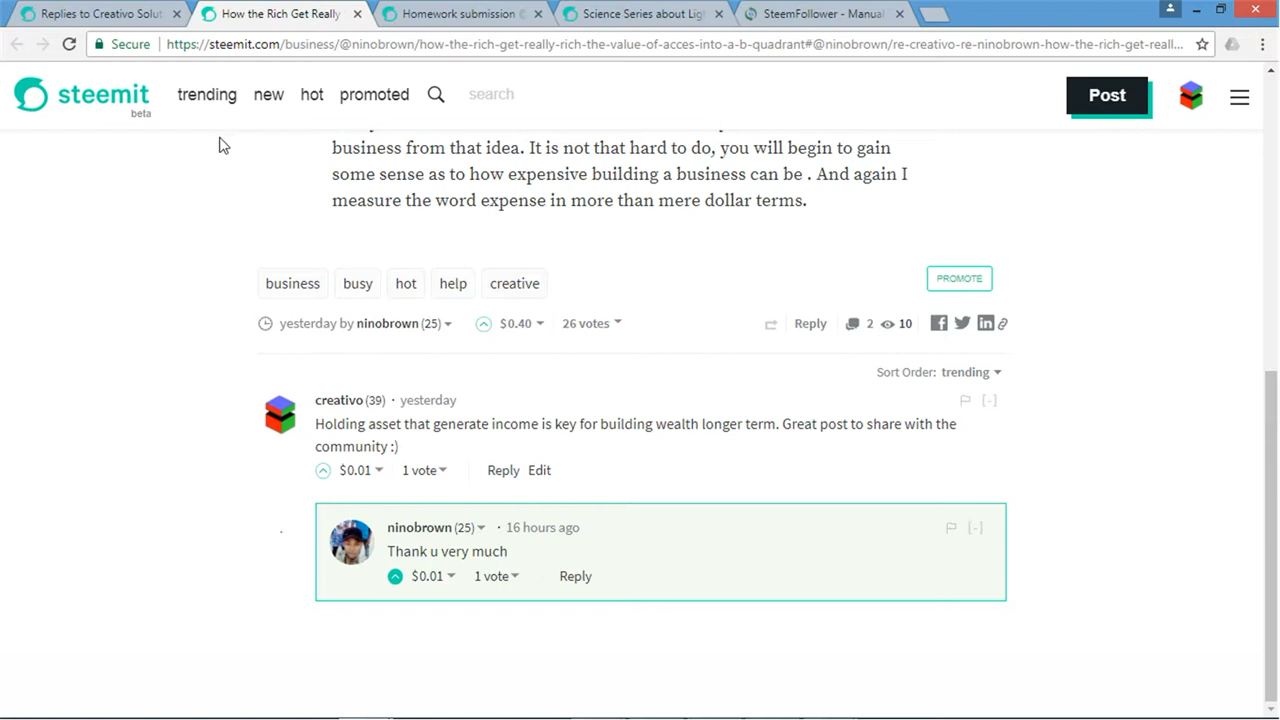 Replies to Creativo Solut
How the Rich Get Really
Homework submission
Science Series about Lig
SteemFollower - Manual
Secure
https://steemit.com/business/@ninobrown/how-the-rich-get-really-rich-the-value-of-acces-into-a-b-quadrant#@ninobrown/re-creativo-re-ninobrown-how-the-rich-get-reall...
steemit
beta
trending
new
hot
promoted
search
Post
business from that idea. It is not that hard to do, you will begin to gain
some sense as to how expensive building a business can be . And again I
measure the word expense in more than mere dollar terms.
business
busy
hot
help
creative
PROMOTE
yesterday by ninobrown (25)
$0.40
26 votes
Reply
2
10
Sort Order: trending
creativo (39) · yesterday
[-]
Holding asset that generate income is key for building wealth longer term. Great post to share with the
community :)
$0.01
1 vote
Reply
Edit
ninobrown (25) · 16 hours ago
[-]
Thank u very much
$0.01
1 vote
Reply